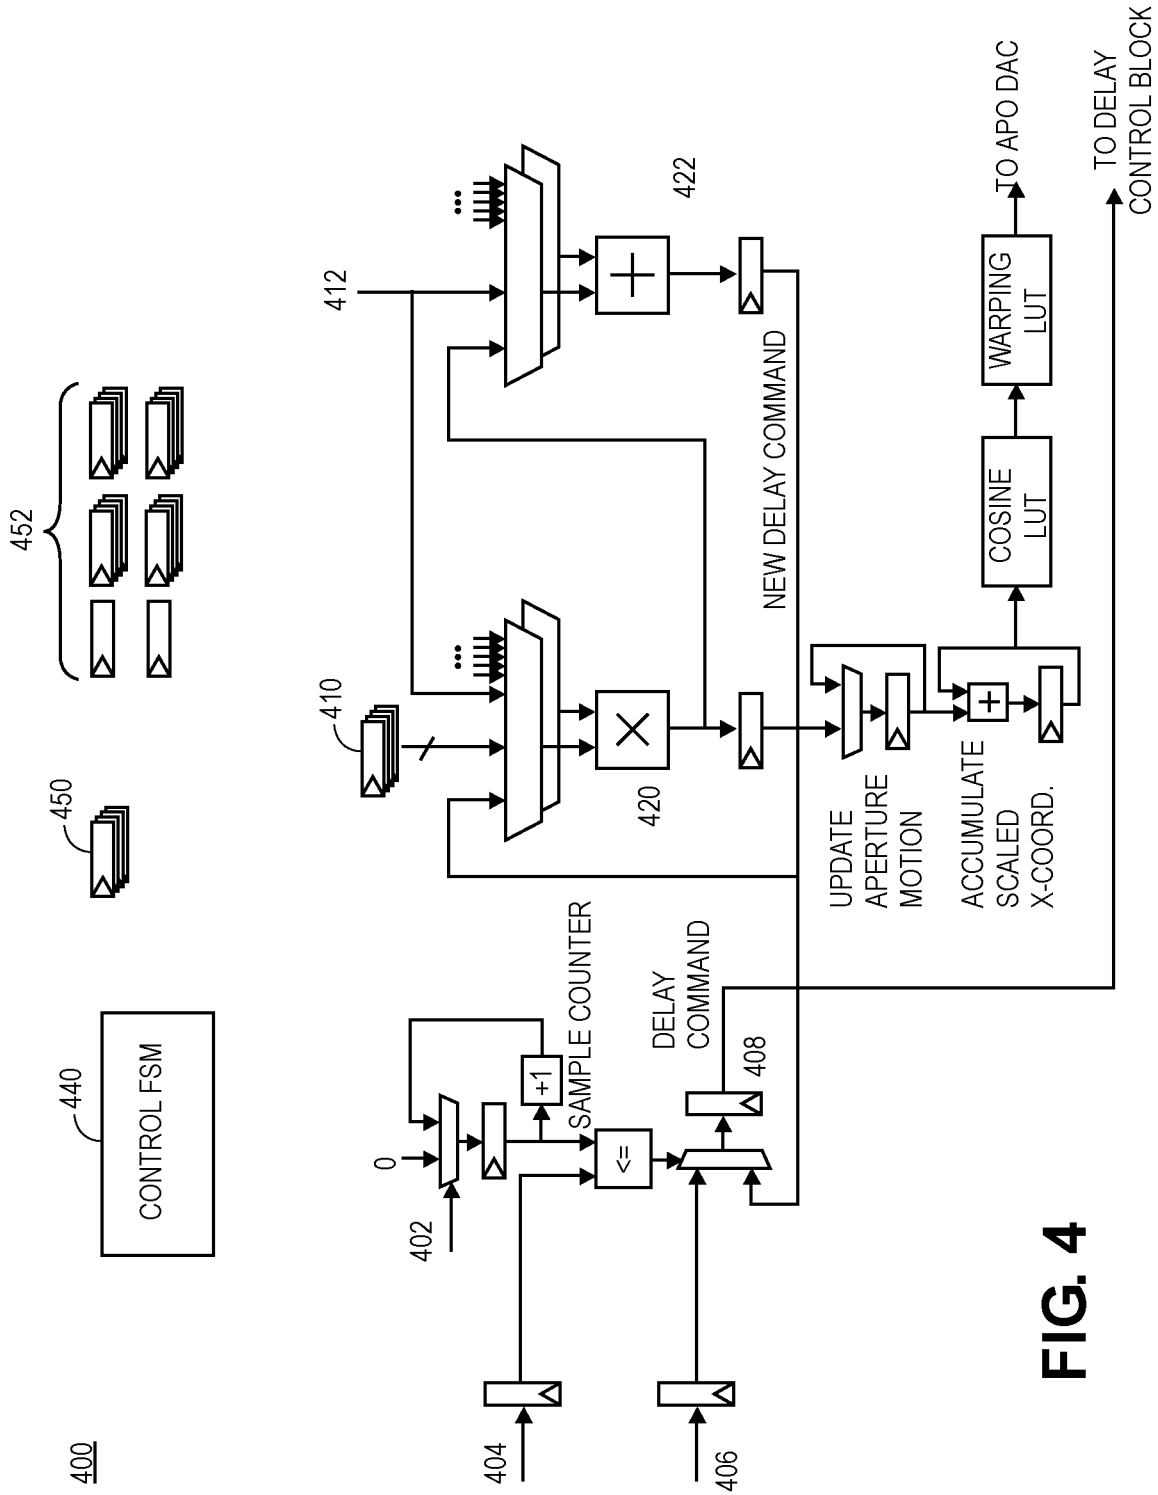 400
440
CONTROL FSM
450
452
404
406
402
0
+1
SAMPLE COUNTER
<=
DELAY
COMMAND
408
410
412
420
422
NEW DELAY COMMAND
UPDATE
APERTURE
MOTION
ACCUMULATE
SCALED
X-COORD.
COSINE
LUT
WARPING
LUT
TO APO DAC
TO DELAY
CONTROL BLOCK
FIG. 4